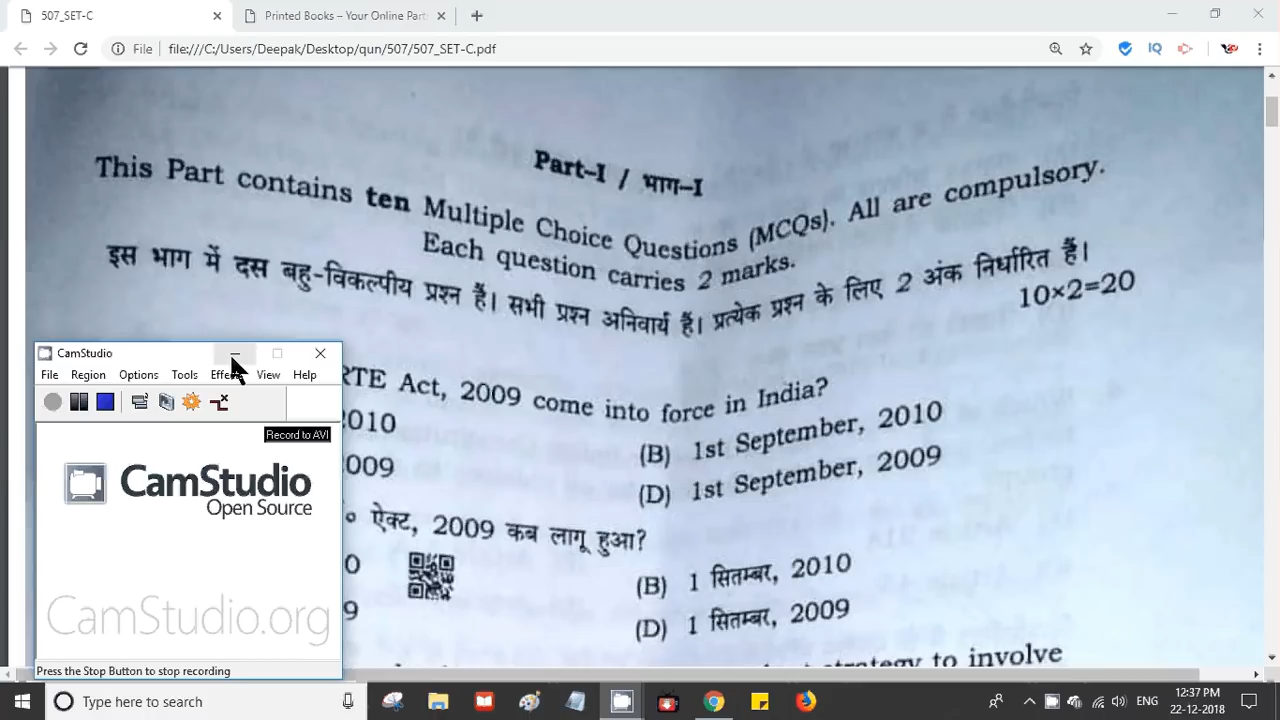 507_SET-C
Printed Books – Your Online Part
File
file:///C:/Users/Deepak/Desktop/qun/507/507_SET-C.pdf
Part–I / भाग–I
This Part contains ten Multiple Choice Questions (MCQs). All are compulsory.
Each question carries 2 marks.
इस भाग में दस बहु-विकल्पीय प्रश्न हैं। सभी प्रश्न अनिवार्य हैं। प्रत्येक प्रश्न के लिए 2 अंक निर्धारित हैं।
10×2=20
RTE Act, 2009 come into force in India?
2010
(B) 1st September, 2010
2009
(D) 1st September, 2009
ऐक्ट, 2009 कब लागू हुआ?
0
(B) 1 सितम्बर, 2010
9
(D) 1 सितम्बर, 2009
strategy to involve
CamStudio
File Region Options Tools Effe View Help
Record to AVI
CamStudio
Open Source
CamStudio.org
Press the Stop Button to stop recording
Type here to search
ENG
12:37 PM
22-12-2018